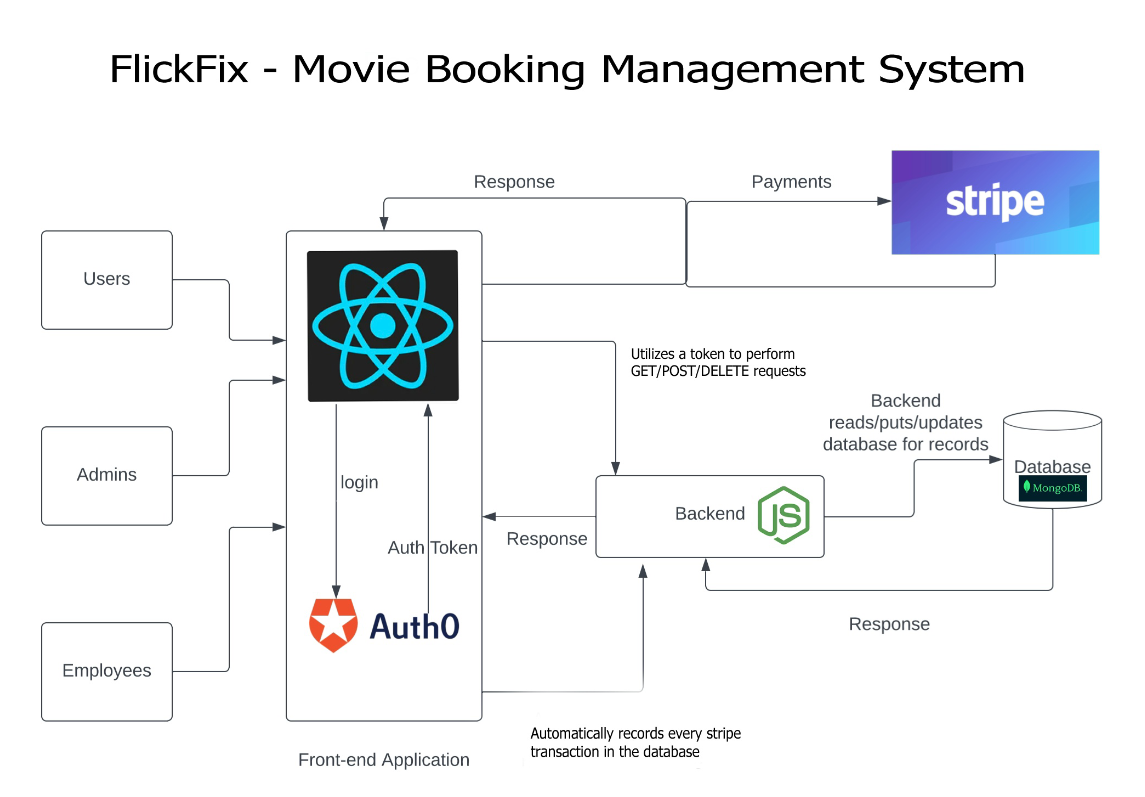 FlickFix - Movie Booking Management System
Response
Payments
stripe
Users
Utilizes a token to perform
GET/POST/DELETE requests
Backend
reads/puts/updates
database for records
Admins
login
Database
MongoDB
Backend
JS
Response
Auth Token
Auth0
Response
Employees
Automatically records every stripe
transaction in the database
Front-end Application